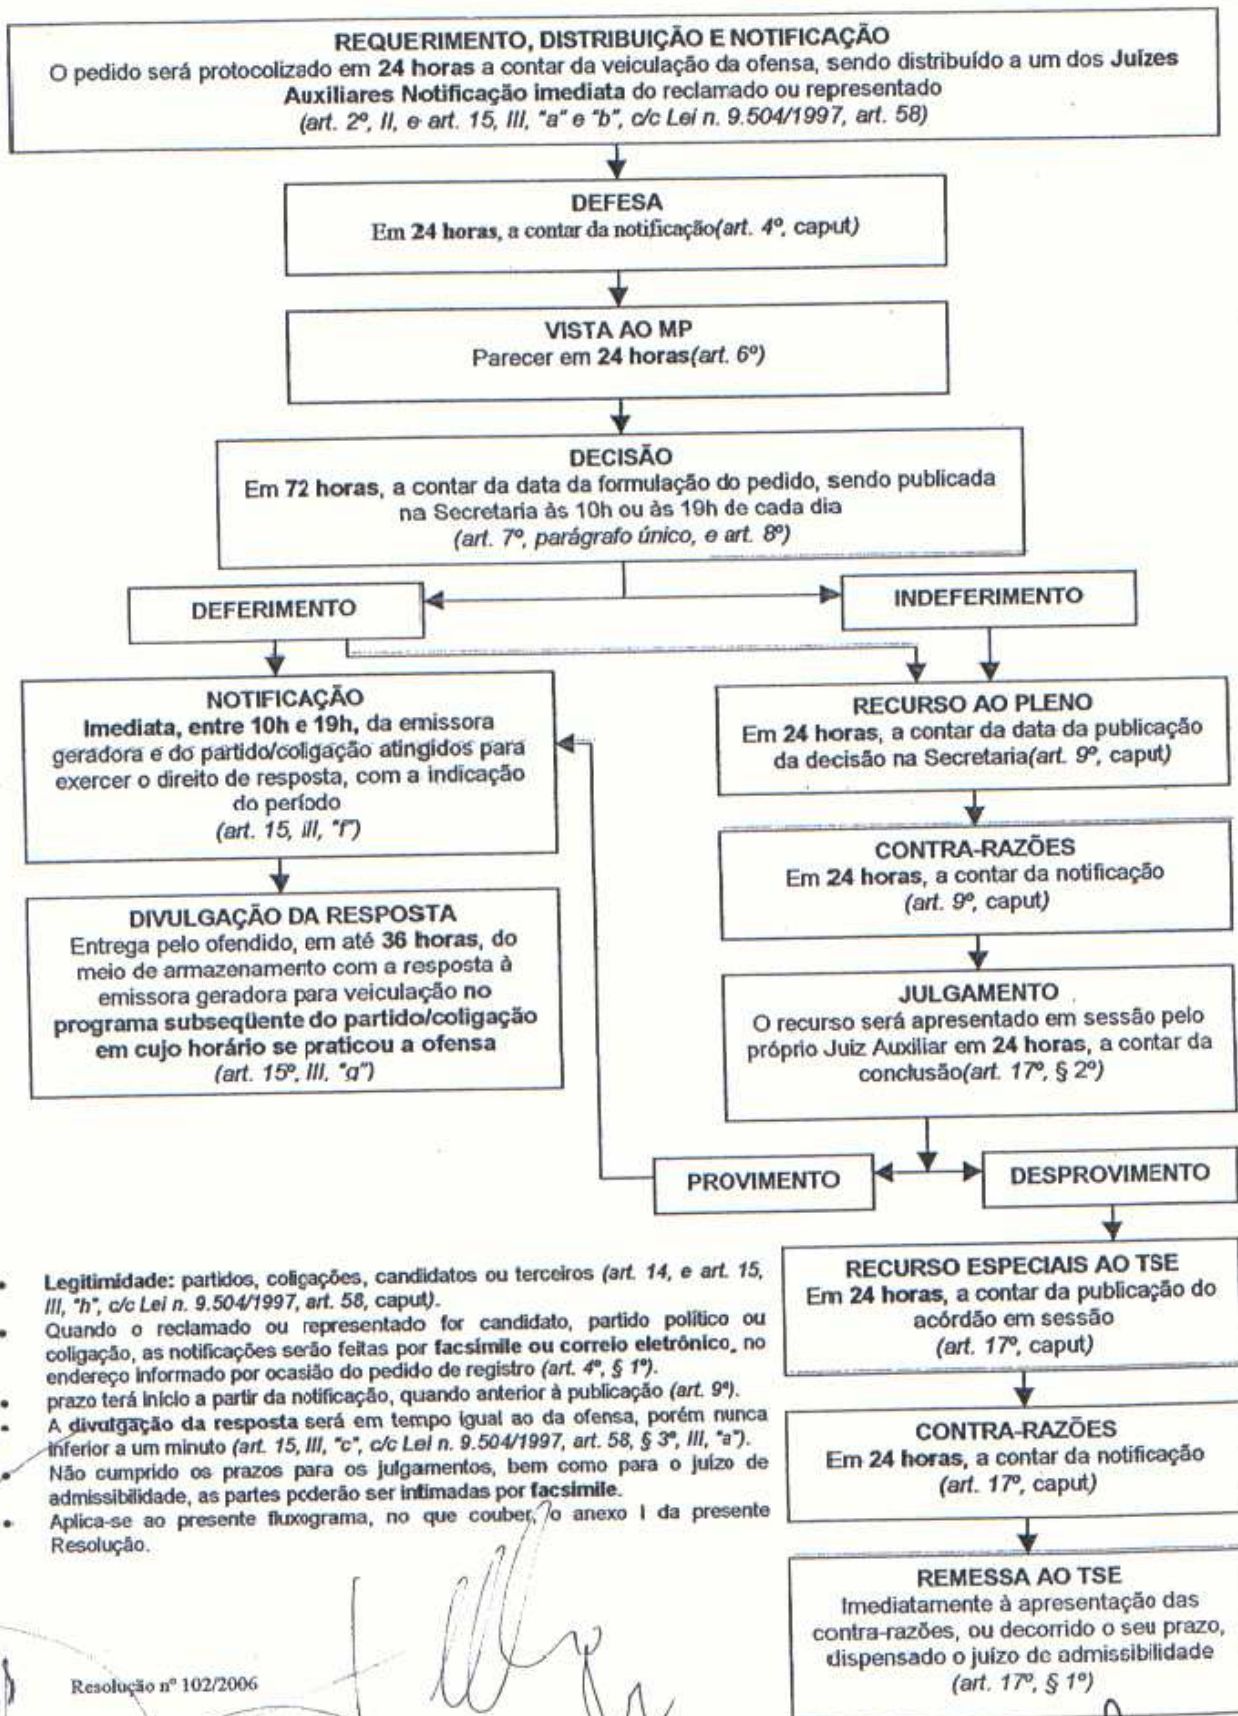 REQUERIMENTO, DISTRIBUIÇÃO E NOTIFICAÇÃO
O pedido será protocolizado em 24 horas a contar da veiculação da ofensa, sendo distribuído a um dos Juízes
Auxiliares Notificação imediata do reclamado ou representado
(art. 2º, II, e art. 15, III, "a" e "b", c/c Lei n. 9.504/1997, art. 58)
DEFESA
Em 24 horas, a contar da notificação(art. 4º, caput)
VISTA AO MP
Parecer em 24 horas(art. 6º)
DECISÃO
Em 72 horas, a contar da data da formulação do pedido, sendo publicada
na Secretaria às 10h ou às 19h de cada dia
(art. 7º, parágrafo único, e art. 8º)
DEFERIMENTO
INDEFERIMENTO
NOTIFICAÇÃO
Imediata, entre 10h e 19h, da emissora
geradora e do partido/coligação atingidos para
exercer o direito de resposta, com a indicação
do período
(art. 15, III, "f")
DIVULGAÇÃO DA RESPOSTA
Entrega pelo ofendido, em até 36 horas, do
meio de armazenamento com a resposta à
emissora geradora para veiculação no
programa subseqüente do partido/coligação
em cujo horário se praticou a ofensa
(art. 15º, III, "g")
RECURSO AO PLENO
Em 24 horas, a contar da data da publicação
da decisão na Secretaria(art. 9º, caput)
CONTRA-RAZÕES
Em 24 horas, a contar da notificação
(art. 9º, caput)
JULGAMENTO
O recurso será apresentado em sessão pelo
próprio Juiz Auxiliar em 24 horas, a contar da
conclusão(art. 17º, § 2º)
PROVIMENTO
DESPROVIMENTO
RECURSO ESPECIAIS AO TSE
Em 24 horas, a contar da publicação do
acórdão em sessão
(art. 17º, caput)
CONTRA-RAZÕES
Em 24 horas, a contar da notificação
(art. 17º, caput)
REMESSA AO TSE
Imediatamente à apresentação das
contra-razões, ou decorrido o seu prazo,
dispensado o juízo de admissibilidade
(art. 17º, § 1º)
• Legitimidade: partidos, coligações, candidatos ou terceiros (art. 14, e art. 15,
III, "h", c/c Lei n. 9.504/1997, art. 58, caput).
• Quando o reclamado ou representado for candidato, partido político ou
coligação, as notificações serão feitas por facsímile ou correio eletrônico, no
endereço informado por ocasião do pedido de registro (art. 4º, § 1º).
• prazo terá início a partir da notificação, quando anterior à publicação (art. 9º).
• A divulgação da resposta será em tempo igual ao da ofensa, porém nunca
inferior a um minuto (art. 15, III, "c", c/c Lei n. 9.504/1997, art. 58, § 3º, III, "a").
• Não cumprido os prazos para os julgamentos, bem como para o juízo de
admissibilidade, as partes poderão ser intimadas por facsimile.
• Aplica-se ao presente fluxograma, no que couber, o anexo I da presente
Resolução.
Resolução nº 102/2006